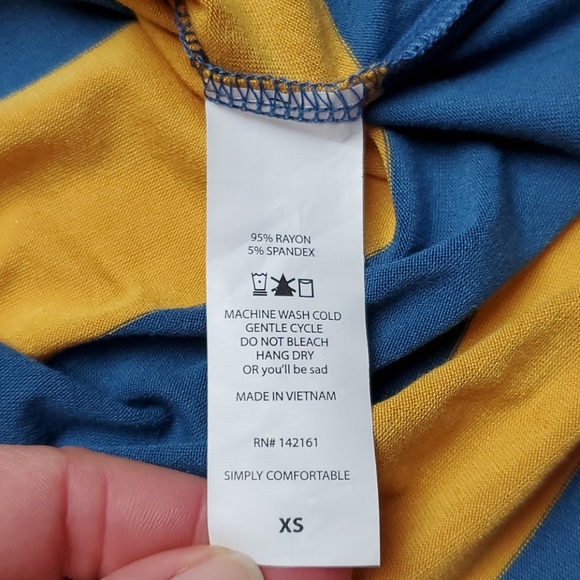 95% RAYON
5% SPANDEX
MACHINE WASH COLD
GENTLE CYCLE
DO NOT BLEACH
HANG DRY
OR you'll be sad
MADE IN VIETNAM
RN# 142161
SIMPLY COMFORTABLE
XS